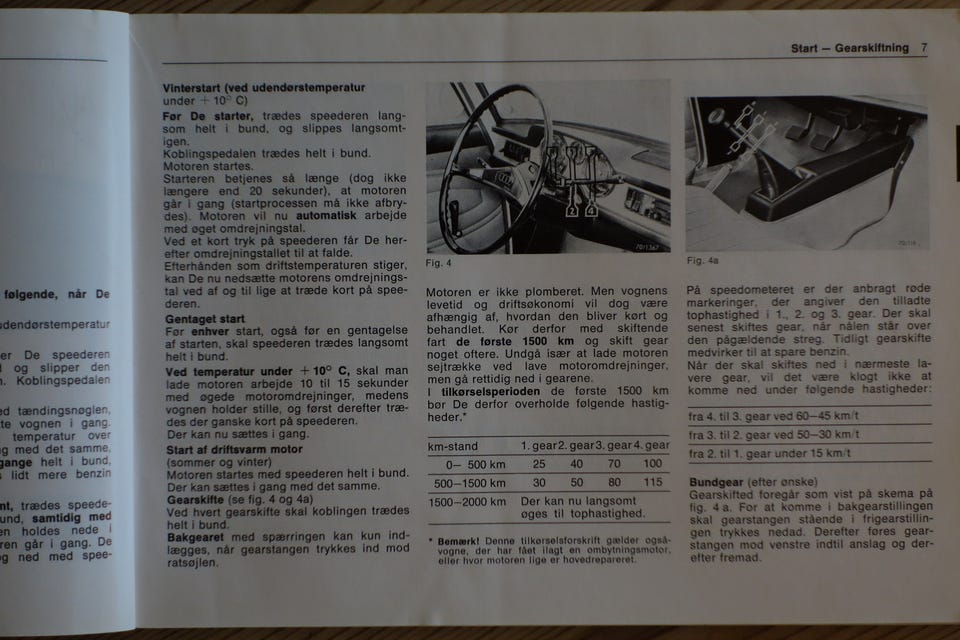 Start — Gearskiftning 7
følgende, når De
udendørstemperatur
er De speederen
og slipper den
Koblingspedalen
tændingsnøglen,
te vognen i gang.
temperatur over
g med det samme,
gange helt i bund,
lidt mere benzin
nt, trædes speede-
und, samtidig med
en holdes nede i
ren går i gang. De
og ned med spee-
Vinterstart (ved udendørstemperatur
under ÷ 10° C)
Før De starter, trædes speederen lang-
som helt i bund, og slippes langsomt-
igen.
Koblingspedalen trædes helt i bund.
Motoren startes.
Starteren betjenes så længe (dog ikke
længere end 20 sekunder), at motoren
går i gang (startprocessen må ikke afbry-
des). Motoren vil nu automatisk arbejde
med øget omdrejningstal.
Ved et kort tryk på speederen får De her-
efter omdrejningstallet til at falde.
Efterhånden som driftstemperaturen stiger,
kan De nu nedsætte motorens omdrejnings-
tal ved af og til lige at træde kort på spee-
deren.
Gentaget start
Før enhver start, også før en gentagelse
af starten, skal speederen trædes langsomt
helt i bund.
Ved temperatur under ÷ 10° C, skal man
lade motoren arbejde 10 til 15 sekunder
med øgede motoromdrejninger, medens
vognen holder stille, og først derefter træ-
des der ganske kort på speederen.
Der kan nu sættes i gang.
Start af driftsvarm motor
(sommer og vinter)
Motoren startes med speederen helt i bund.
Der kan sættes i gang med det samme.
Gearskifte (se fig. 4 og 4a)
Ved hvert gearskifte skal koblingen trædes
helt i bund.
Bakgearet med spærringen kan kun ind-
lægges, når gearstangen trykkes ind mod
ratsøjlen.
2 4
70/1367
Fig. 4
Motoren er ikke plomberet. Men vognens
levetid og driftsøkonomi vil dog være
afhængig af, hvordan den bliver kørt og
behandlet. Kør derfor med skiftende
fart de første 1500 km og skift gear
noget oftere. Undgå især at lade motoren
sejtrække ved lave motoromdrejninger,
men gå rettidig ned i gearene.
I tilkørselsperioden de første 1500 km
bør De derfor overholde følgende hastig-
heder.*
km-stand 1. gear 2. gear 3. gear 4. gear
0— 500 km 25 40 70 100
500—1500 km 30 50 80 115
1500—2000 km Der kan nu langsomt
øges til tophastighed.
* Bemærk! Denne tilkørselsforskrift gælder også-
vogne, der har fået ilagt en ombytningsmotor,
eller hvor motoren lige er hovedrepareret.
Fig. 4a
På speedometeret er der anbragt røde
markeringer, der angiver den tilladte
tophastighed i 1., 2. og 3. gear. Der skal
senest skiftes gear, når nålen står over
den pågældende streg. Tidligt gearskifte
medvirker til at spare benzin.
Når der skal skiftes ned i nærmeste la-
vere gear, vil det være klogt ikke at
komme ned under følgende hastigheder:
fra 4. til 3. gear ved 60—45 km/t
fra 3. til 2. gear ved 50—30 km/t
fra 2. til 1. gear under 15 km/t
Bundgear (efter ønske)
Gearskifted foregår som vist på skema på
fig. 4 a. For at komme i bakgearstillingen
skal gearstangen stående i frigearstillin-
gen trykkes nedad. Derefter føres gear-
stangen mod venstre indtil anslag og der-
efter fremad.